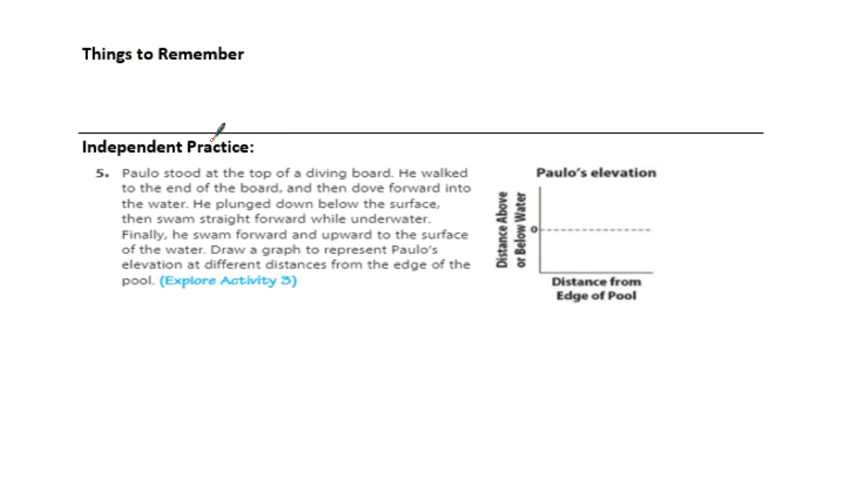 Things to Remember
Independent Practice:
5. Paulo stood at the top of a diving board. He walked
to the end of the board, and then dove forward into
the water. He plunged down below the surface,
then swam straight forward while underwater.
Finally, he swam forward and upward to the surface
of the water. Draw a graph to represent Paulo's
elevation at different distances from the edge of the
pool. (Explore Activity 3)
Paulo's elevation
Distance Above
or Below Water
0
Distance from
Edge of Pool